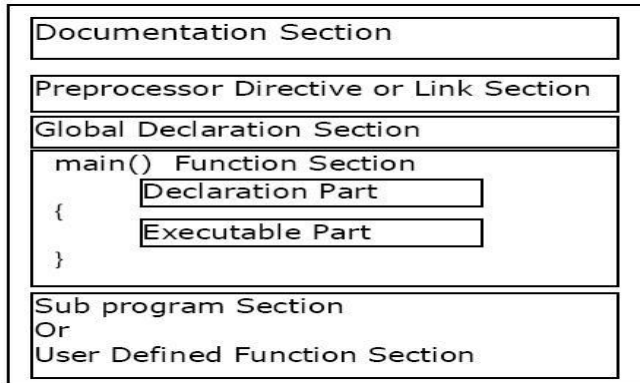 Documentation Section
Preprocessor Directive or Link Section
Global Declaration Section
main() Function Section
Declaration Part
{
Executable Part
}
Sub program Section
Or
User Defined Function Section